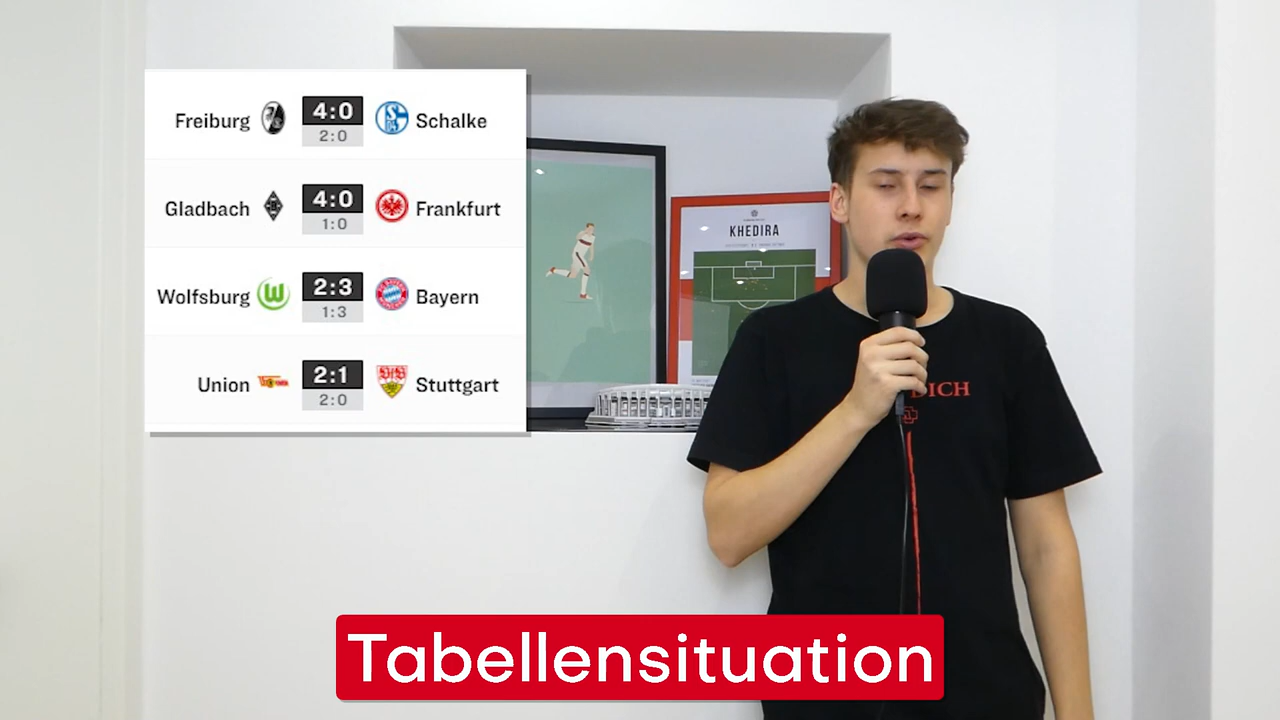 Freiburg 4:0 Schalke
2:0
Gladbach 4:0 Frankfurt
1:0
Wolfsburg 2:3 Bayern
1:3
Union 2:1 Stuttgart
2:0
KHEDIRA
DICH
Tabellensituation